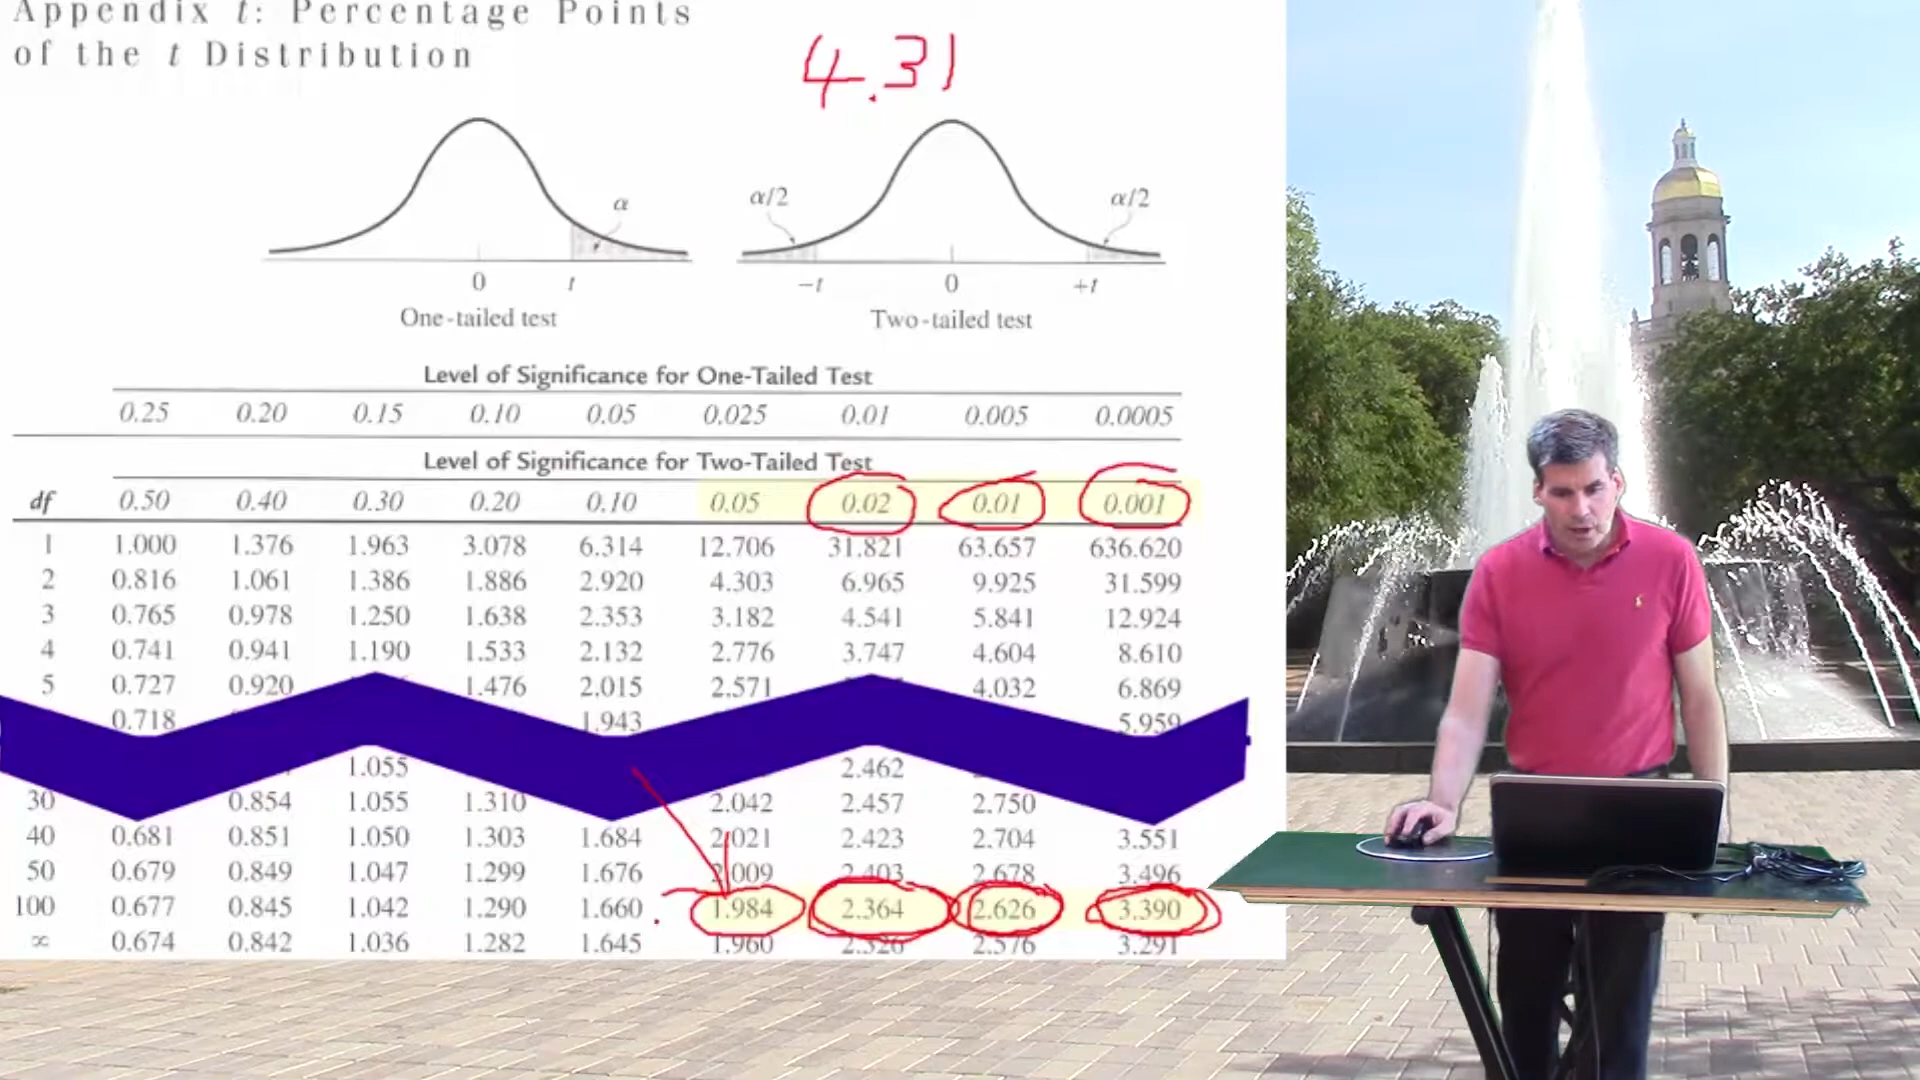 Appendix t: Percentage Points
of the t Distribution
4.31
α
α/2
α/2
0
t
−t
0
+t
One-tailed test
Two-tailed test
Level of Significance for One-Tailed Test
0.25 0.20 0.15 0.10 0.05 0.025 0.01 0.005 0.0005
Level of Significance for Two-Tailed Test
df 0.50 0.40 0.30 0.20 0.10 0.05 0.02 0.01 0.001
1 1.000 1.376 1.963 3.078 6.314 12.706 31.821 63.657 636.620
2 0.816 1.061 1.386 1.886 2.920 4.303 6.965 9.925 31.599
3 0.765 0.978 1.250 1.638 2.353 3.182 4.541 5.841 12.924
4 0.741 0.941 1.190 1.533 2.132 2.776 3.747 4.604 8.610
5 0.727 0.920 1.476 2.015 2.571 4.032 6.869
0.718 1.943 5.959
1.055 2.462
30 0.854 1.055 1.310 2.042 2.457 2.750
40 0.681 0.851 1.050 1.303 1.684 2.021 2.423 2.704 3.551
50 0.679 0.849 1.047 1.299 1.676 2.009 2.403 2.678 3.496
100 0.677 0.845 1.042 1.290 1.660 1.984 2.364 2.626 3.390
∞ 0.674 0.842 1.036 1.282 1.645 1.960 2.326 2.576 3.291